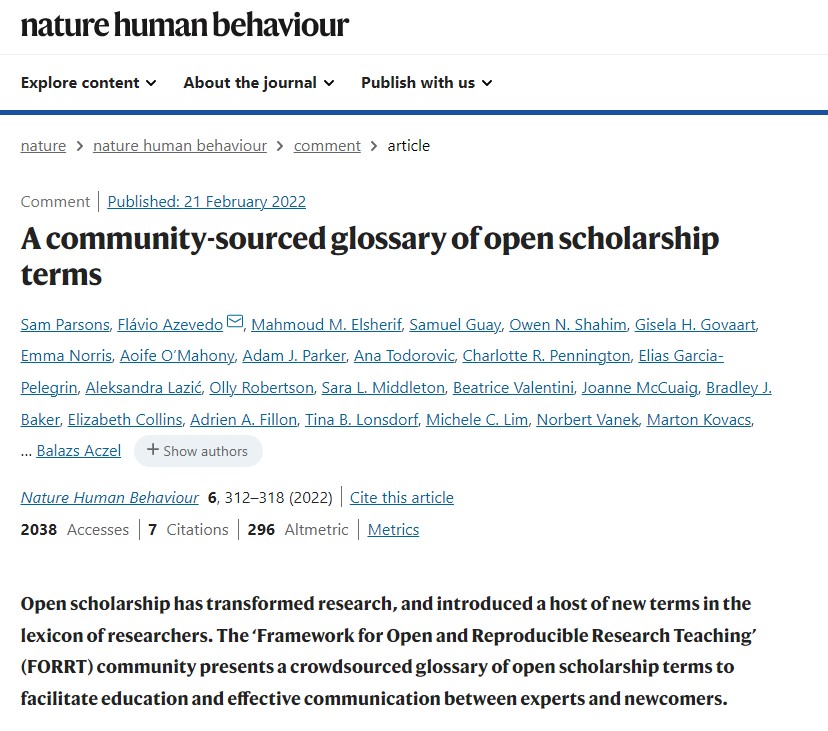 nature human behaviour
Explore content About the journal Publish with us
nature > nature human behaviour > comment > article
Comment | Published: 21 February 2022
A community-sourced glossary of open scholarship
terms
Sam Parsons, Flávio Azevedo, Mahmoud M. Elsherif, Samuel Guay, Owen N. Shahim, Gisela H. Govaart,
Emma Norris, Aoife O’Mahony, Adam J. Parker, Ana Todorovic, Charlotte R. Pennington, Elias Garcia-
Pelegrin, Aleksandra Lazić, Olly Robertson, Sara L. Middleton, Beatrice Valentini, Joanne McCuaig, Bradley J.
Baker, Elizabeth Collins, Adrien A. Fillon, Tina B. Lonsdorf, Michele C. Lim, Norbert Vanek, Marton Kovacs,
... Balazs Aczel + Show authors
Nature Human Behaviour 6, 312–318 (2022) | Cite this article
2038 Accesses | 7 Citations | 296 Altmetric | Metrics
Open scholarship has transformed research, and introduced a host of new terms in the
lexicon of researchers. The ‘Framework for Open and Reproducible Research Teaching’
(FORRT) community presents a crowdsourced glossary of open scholarship terms to
facilitate education and effective communication between experts and newcomers.